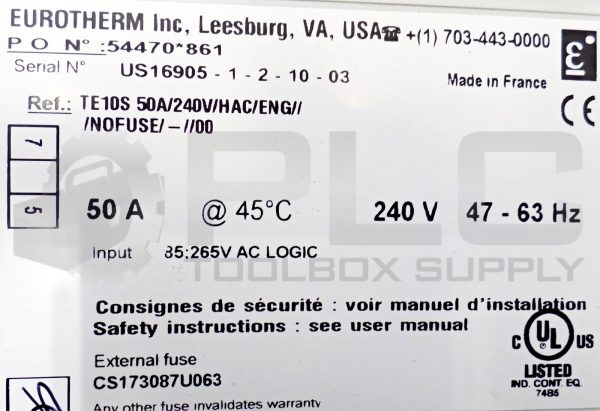 EUROTHERM Inc, Leesburg, VA, USA☎ +(1) 703-443-0000
P O N° :54470*861
Serial N° US16905 - 1 - 2 - 10 - 03
Made in France
Ref.: TE10S 50A/240V/HAC/ENG//
/NOFUSE/-//00
7
5
50 A @ 45°C 240 V 47 - 63 Hz
Input 85;265V AC LOGIC
PLC
TOOLBOX SUPPLY
Consignes de sécurité : voir manuel d'installation
Safety instructions : see user manual
External fuse
CS173087U063
Any other fuse invalidates warranty
C UL US
LISTED
IND. CONT. EQ.
74B5